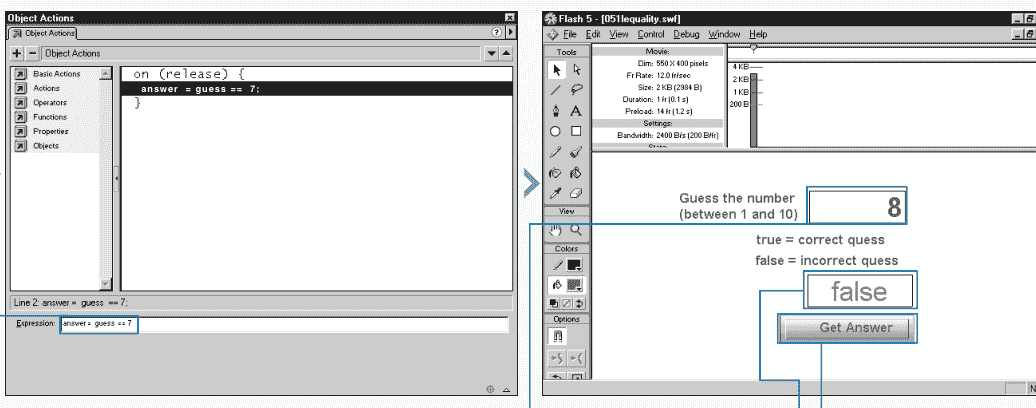 Object Actions
Object Actions
Object Actions
Basic Actions
Actions
Operators
Functions
Properties
Objects
on (release) {
answer = guess == 7;
}
Line 2: answer = guess == 7;
Expression: answer = guess == 7
Flash 5 - [051Iequality.swf]
File Edit View Control Debug Window Help
Tools
View
Colors
Options
Movie:
Dim: 550 X 400 pixels
Fr Rate: 12.0 fr/sec
Size: 2 KB (2984 B)
Duration: 1 fr (0.1 s)
Preload: 14 fr (1.2 s)
Settings:
Bandwidth: 2400 B/s (200 B/fr)
State:
4 KB
2 KB
1 KB
200 B
Guess the number
(between 1 and 10)
8
true = correct quess
false = incorrect quess
false
Get Answer
N